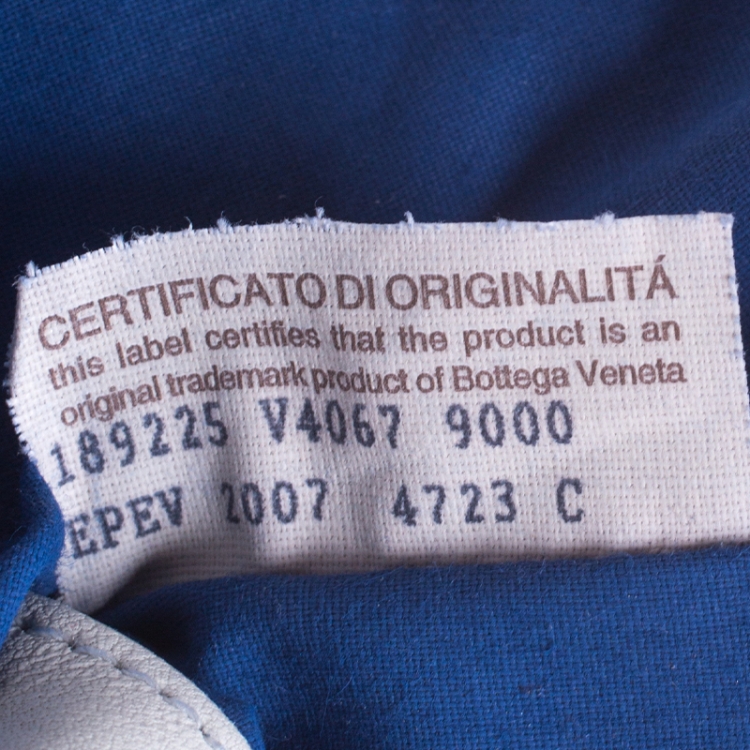 CERTIFICATO DI ORIGINALITÁ
this label certifies that the product is an
original trademark product of Bottega Veneta
189225 V4067 9000
EPEV 2007 4723 C